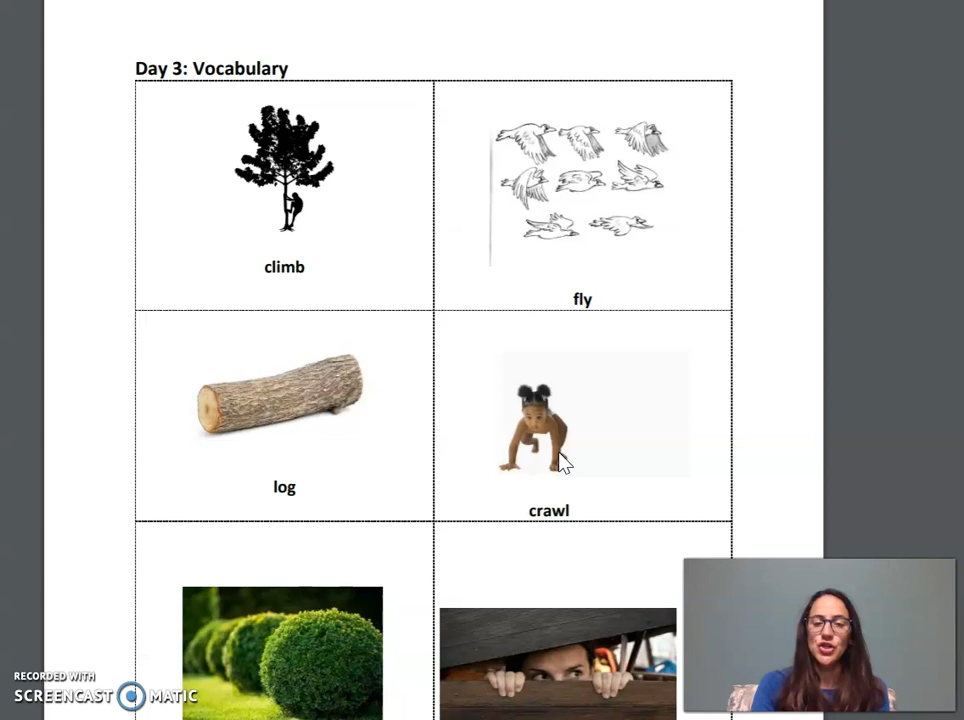 Day 3: Vocabulary
climb
fly
log
crawl
RECORDED WITH
SCREENCAST MATIC